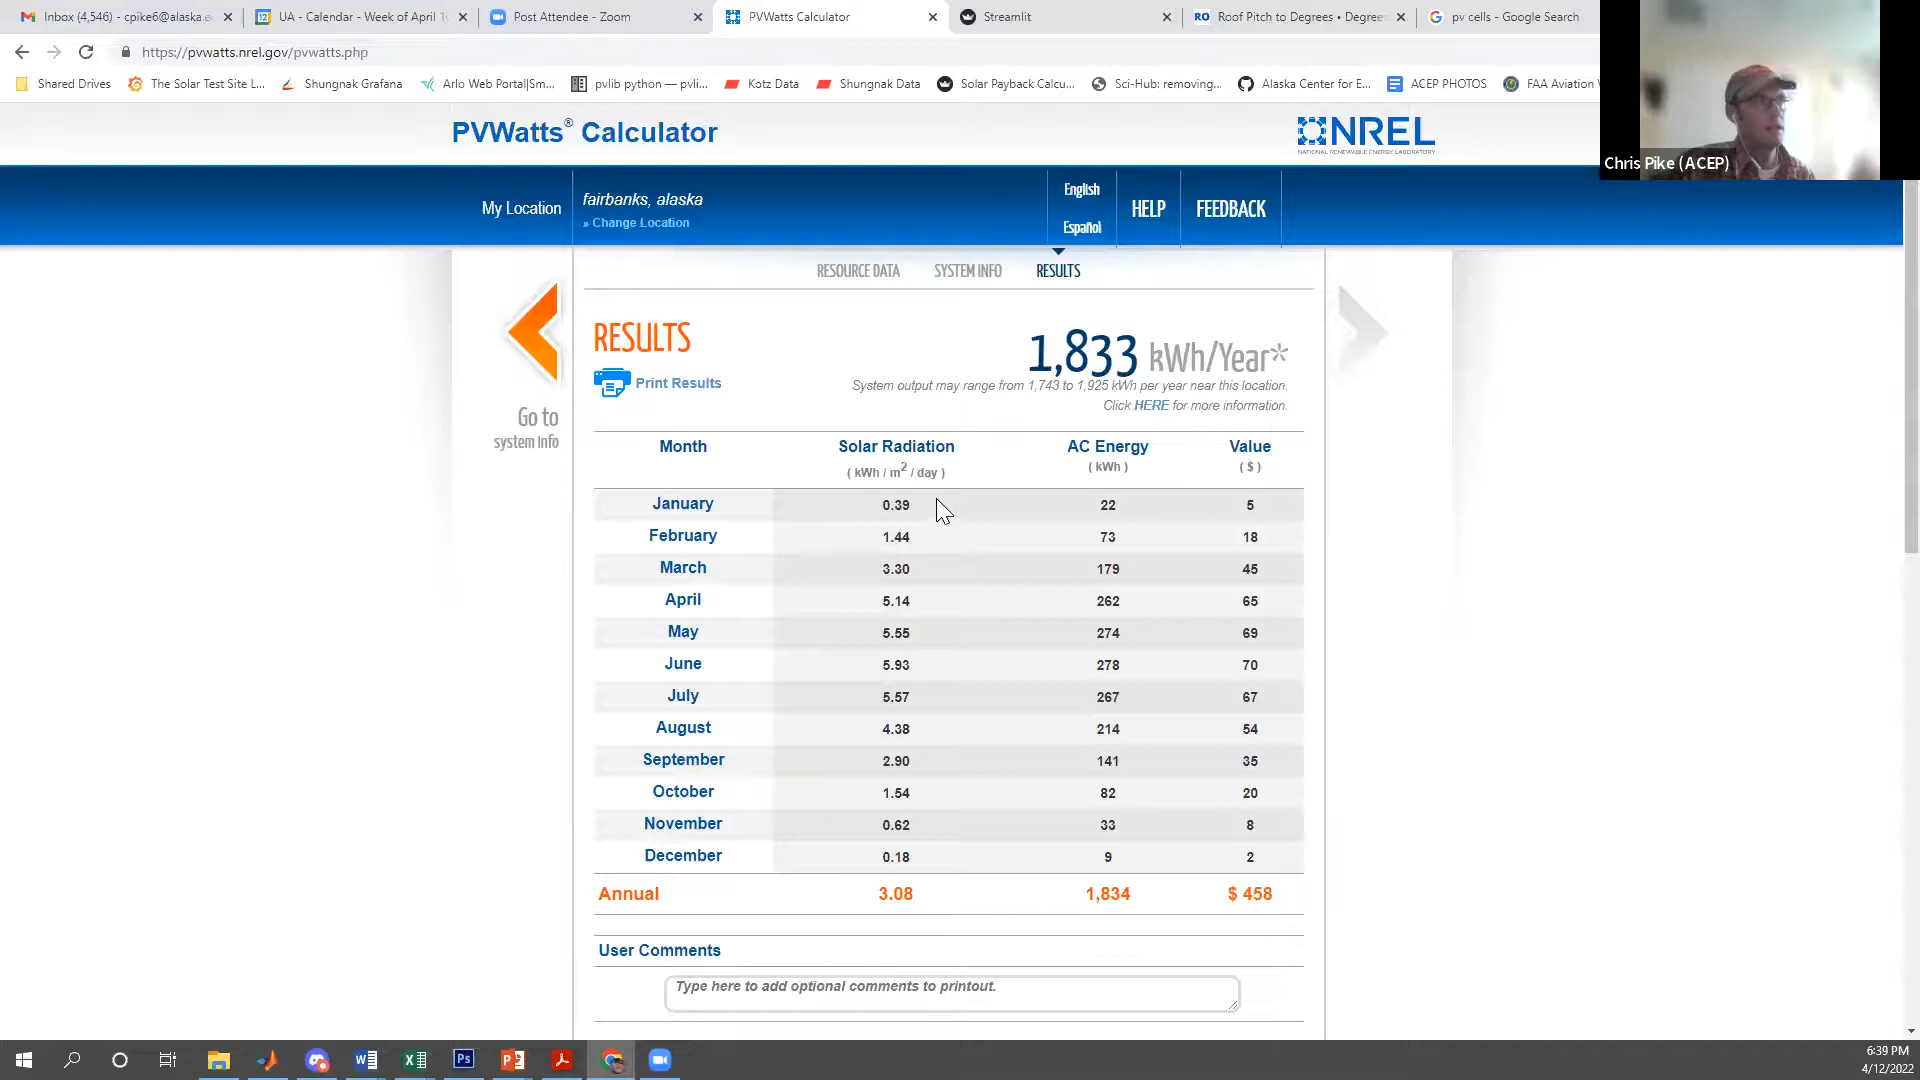 Inbox (4,546) - cpike6@alaska.e
UA - Calendar - Week of April 1
Post Attendee - Zoom
PVWatts Calculator
Streamlit
RO Roof Pitch to Degrees • Degree
pv cells - Google Search
https://pvwatts.nrel.gov/pvwatts.php
Shared Drives
The Solar Test Site L...
Shungnak Grafana
Arlo Web Portal|Sm...
pvlib python — pvli...
Kotz Data
Shungnak Data
Solar Payback Calcu...
Sci-Hub: removing...
Alaska Center for E...
ACEP PHOTOS
FAA Aviation
Chris Pike (ACEP)
PVWatts® Calculator
NREL
NATIONAL RENEWABLE ENERGY LABORATORY
My Location
fairbanks, alaska
» Change Location
English
Español
HELP
FEEDBACK
RESOURCE DATA
SYSTEM INFO
RESULTS
Go to
system info
RESULTS
Print Results
1,833 kWh/Year*
System output may range from 1,743 to 1,925 kWh per year near this location.
Click HERE for more information.
Month Solar Radiation AC Energy Value
( kWh / m2 / day ) ( kWh ) ( $ )
January 0.39 22 5
February 1.44 73 18
March 3.30 179 45
April 5.14 262 65
May 5.55 274 69
June 5.93 278 70
July 5.57 267 67
August 4.38 214 54
September 2.90 141 35
October 1.54 82 20
November 0.62 33 8
December 0.18 9 2
Annual 3.08 1,834 $ 458
User Comments
Type here to add optional comments to printout.
6:39 PM
4/12/2022